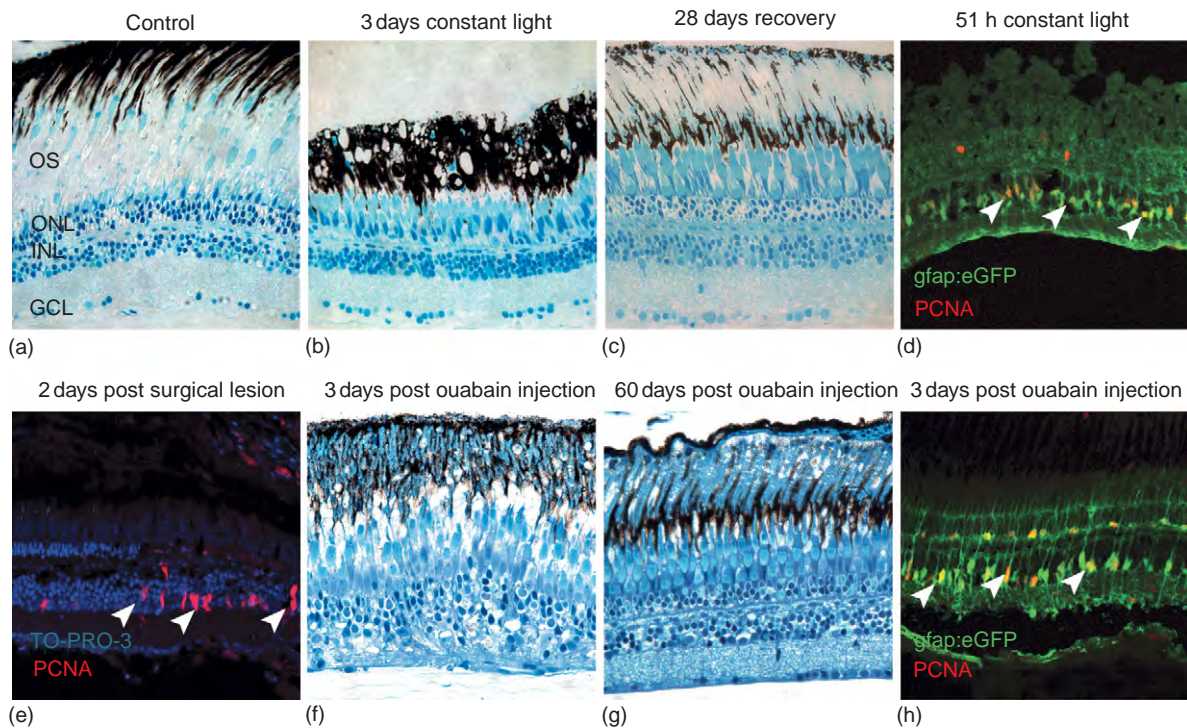 Control
3 days constant light
28 days recovery
51 h constant light
OS
ONL
INL
GCL
gfap:eGFP
PCNA
(a)
(b)
(c)
(d)
2 days post surgical lesion
3 days post ouabain injection
60 days post ouabain injection
3 days post ouabain injection
TO-PRO-3
PCNA
gfap:eGFP
PCNA
(e)
(f)
(g)
(h)